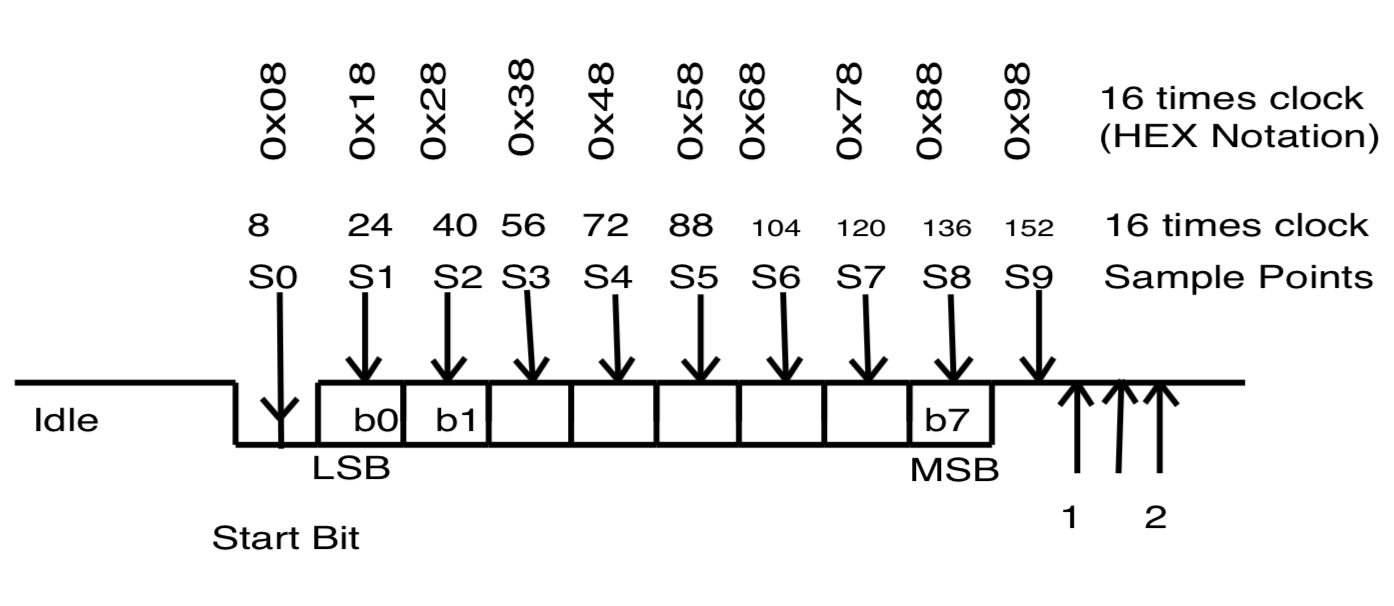 0x08 0x18 0x28 0x38 0x48 0x58 0x68 0x78 0x88 0x98
16 times clock
(HEX Notation)
8 24 40 56 72 88 104 120 136 152 16 times clock
S0 S1 S2 S3 S4 S5 S6 S7 S8 S9 Sample Points
Idle b0 b1 b7
LSB MSB
1 2
Start Bit